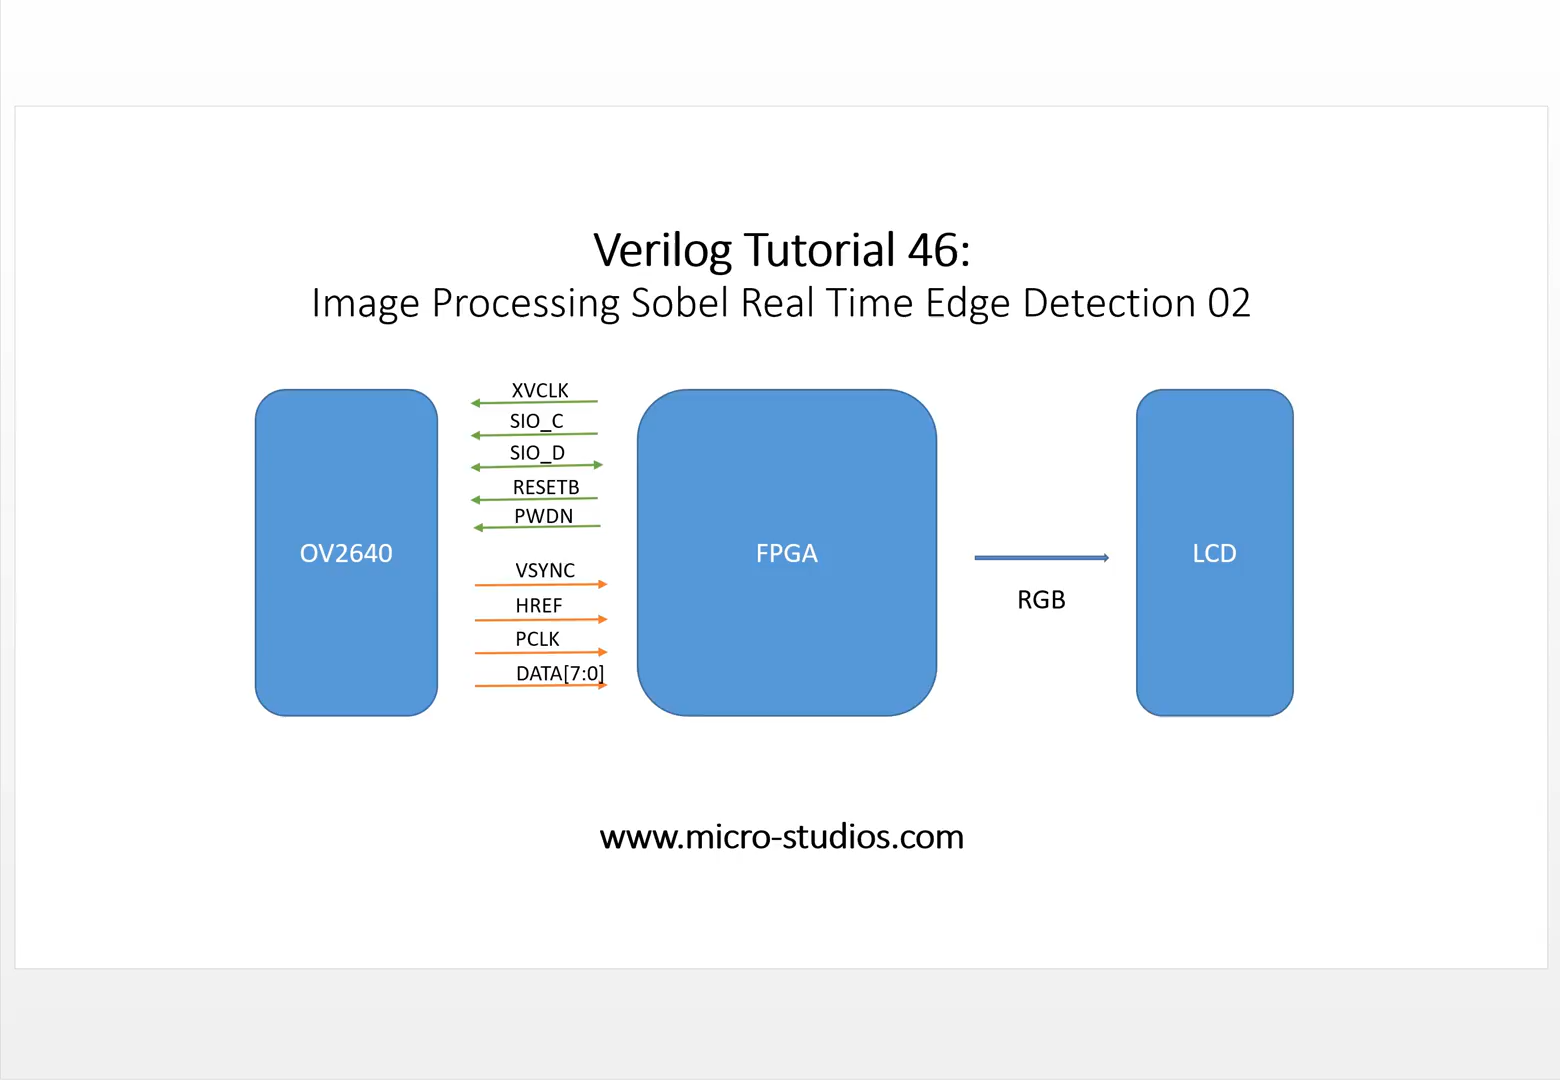 Verilog Tutorial 46:
Image Processing Sobel Real Time Edge Detection 02
XVCLK
SIO_C
SIO_D
RESETB
PWDN
VSYNC
HREF
PCLK
DATA[7:0]
OV2640
FPGA
RGB
LCD
www.micro-studios.com